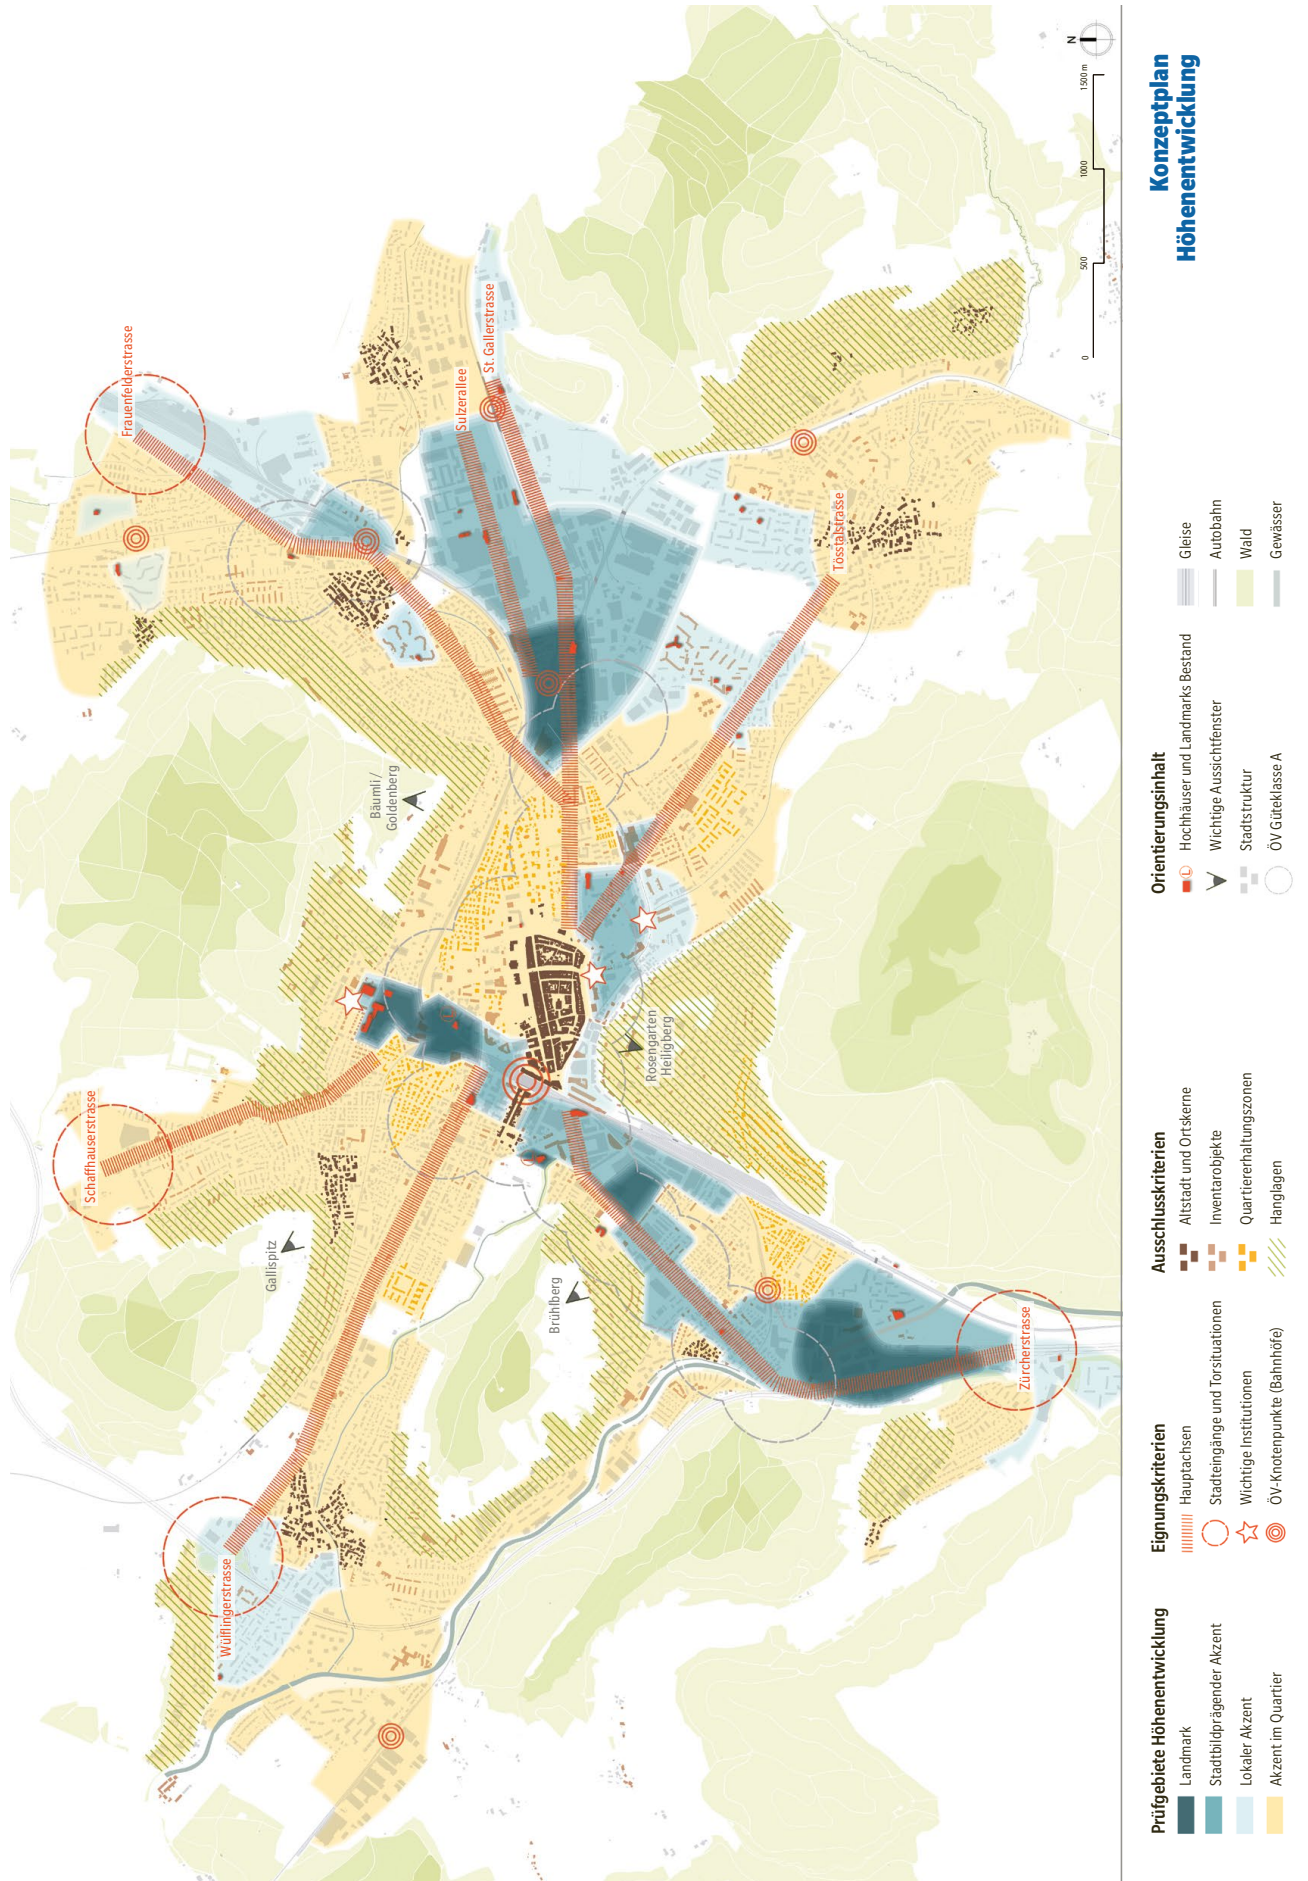 Frauenfelderstrasse
Schaffhauserstrasse
Sulzerallee
St. Gallerstrasse
Bäumli/
Goldenberg
Gallispitz
Wülflingerstrasse
Tösstalstrasse
Rosengarten
Heiligberg
Brühlberg
Zürcherstrasse
L
L
N
0
500
1000
1500 m
Konzeptplan
Höhenentwicklung
Prüfgebiete Höhenentwicklung
Landmark
Stadtbildprägender Akzent
Lokaler Akzent
Akzent im Quartier
Eignungskriterien
Hauptachsen
Stadteingänge und Torsituationen
Wichtige Institutionen
ÖV-Knotenpunkte (Bahnhöfe)
Ausschlusskriterien
Altstadt und Ortskerne
Inventarobjekte
Quartiererhaltungszonen
Hanglagen
Orientierungsinhalt
L
Hochhäuser und Landmarks Bestand
Wichtige Aussichtfenster
Stadtstruktur
ÖV Güteklasse A
Gleise
Autobahn
Wald
Gewässer